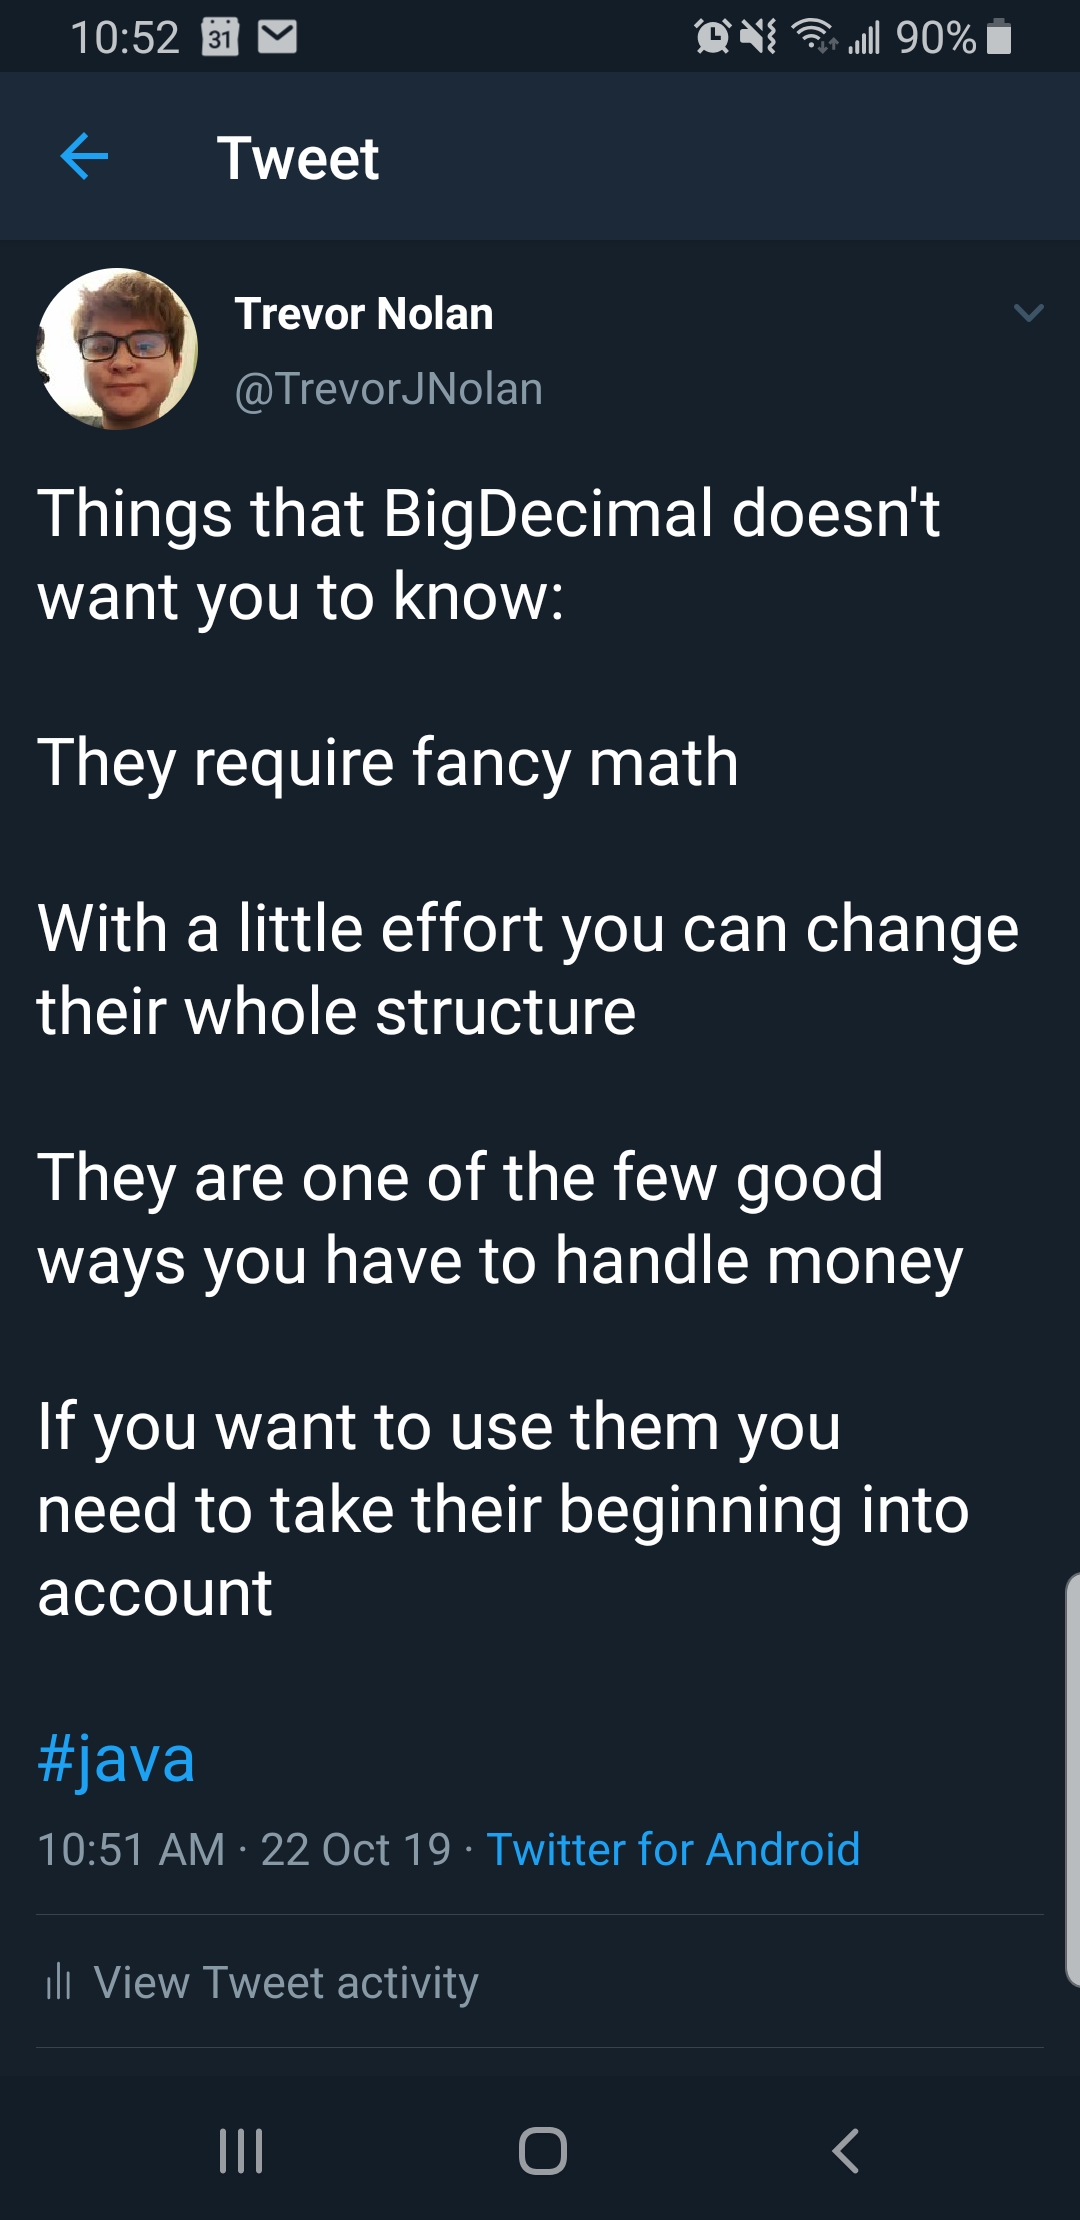 10:52 31 90%
Tweet
Trevor Nolan
@TrevorJNolan
Things that BigDecimal doesn't
want you to know:
They require fancy math
With a little effort you can change
their whole structure
They are one of the few good
ways you have to handle money
If you want to use them you
need to take their beginning into
account
#java
10:51 AM · 22 Oct 19 · Twitter for Android
View Tweet activity